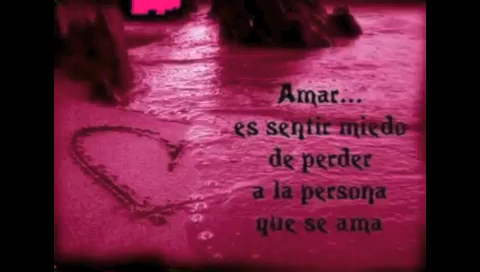 Amar...
es sentir miedo
de perder
a la persona
que se ama